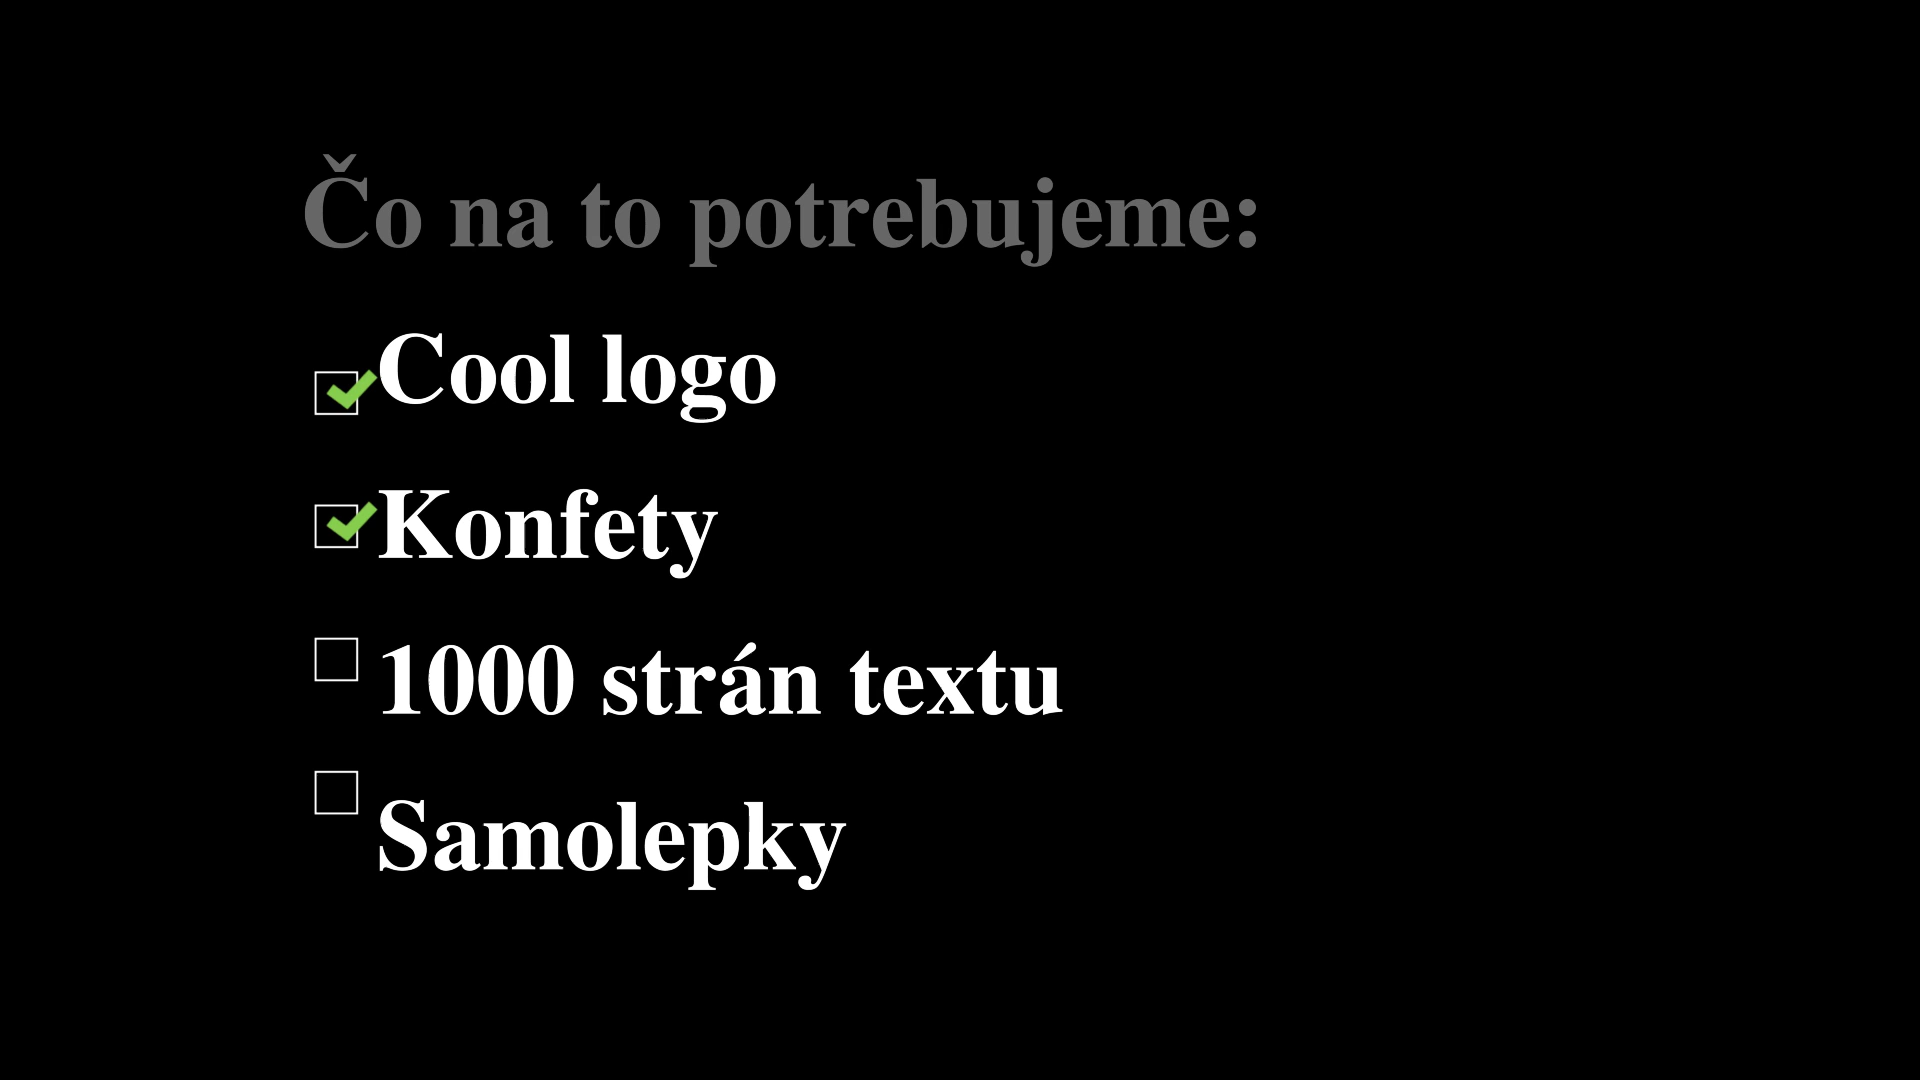 Čo na to potrebujeme:
Cool logo
Konfety
1000 strán textu
Samolepky